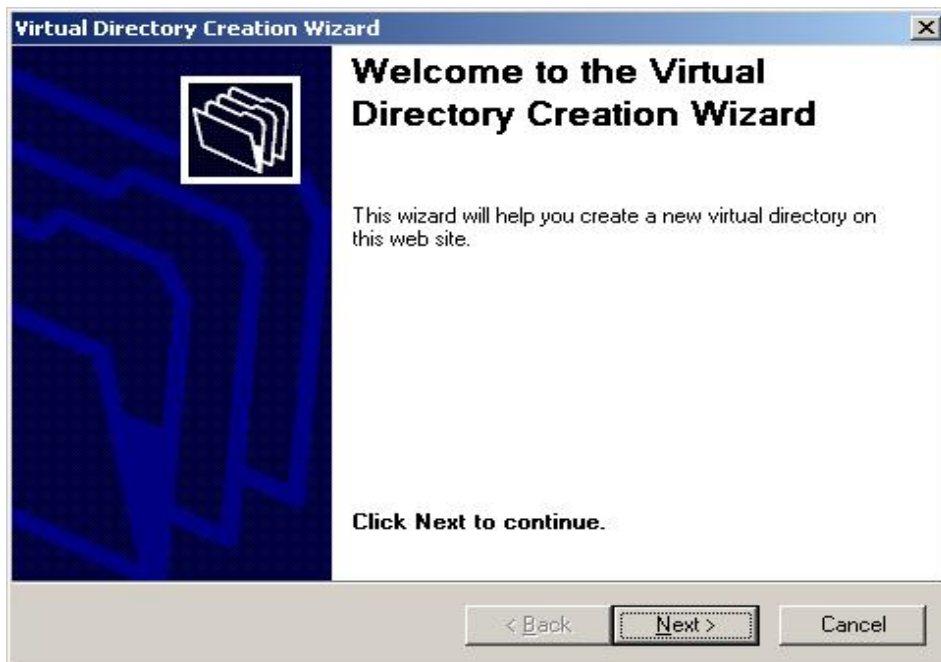 Virtual Directory Creation Wizard
Welcome to the Virtual
Directory Creation Wizard
This wizard will help you create a new virtual directory on
this web site.
Click Next to continue.
< Back
Next >
Cancel